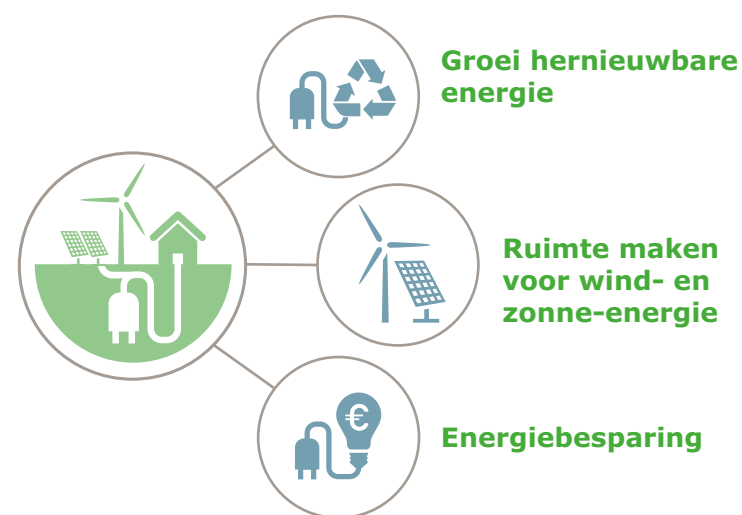 Groei hernieuwbare
energie
Ruimte maken
voor wind- en
zonne-energie
€
Energiebesparing